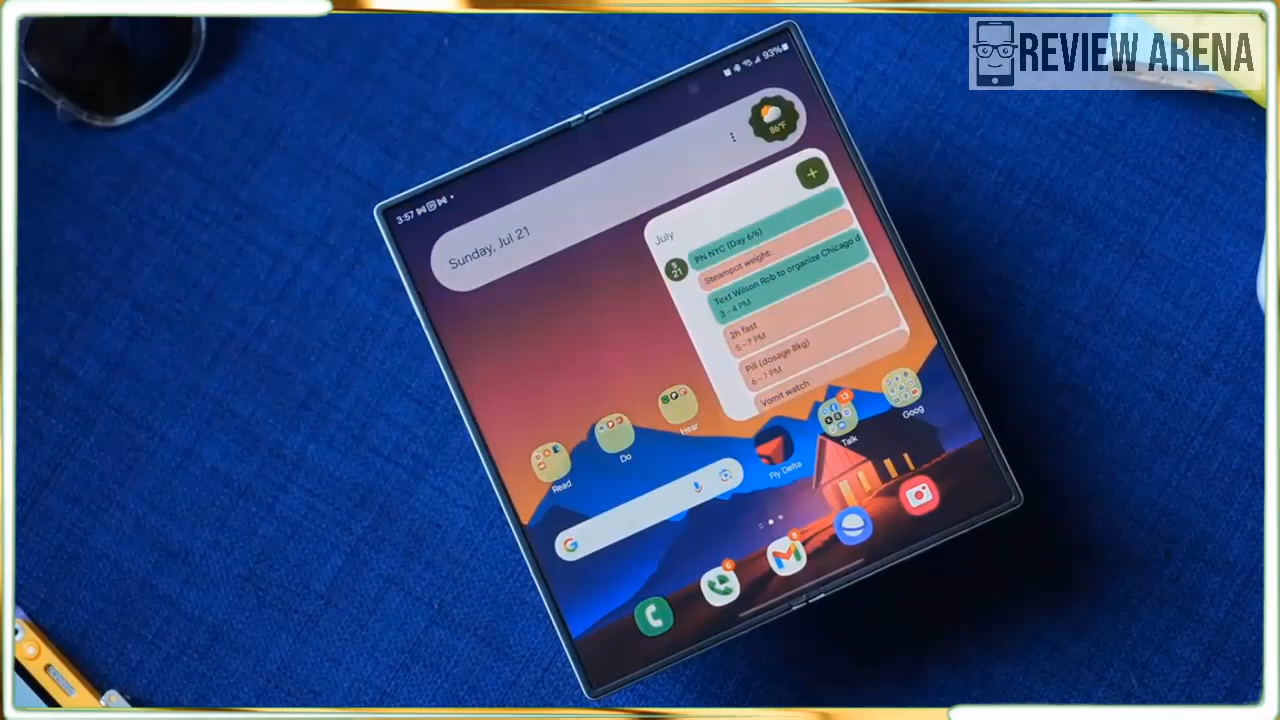 REVIEW ARENA
93%
3:57
86°F
Sunday, Jul 21
July
S
21
PN NYC (Day 6/6)
Steampot weight:
Text Wilson Rob to organize Chicago d
3 – 4 PM
2h fast
5 – 7 PM
Pill (dosage 8kg)
6 – 7 PM
Vomit watch
Read
Do
Hear
Fly Delta
13
Talk
Goog
G
6
8